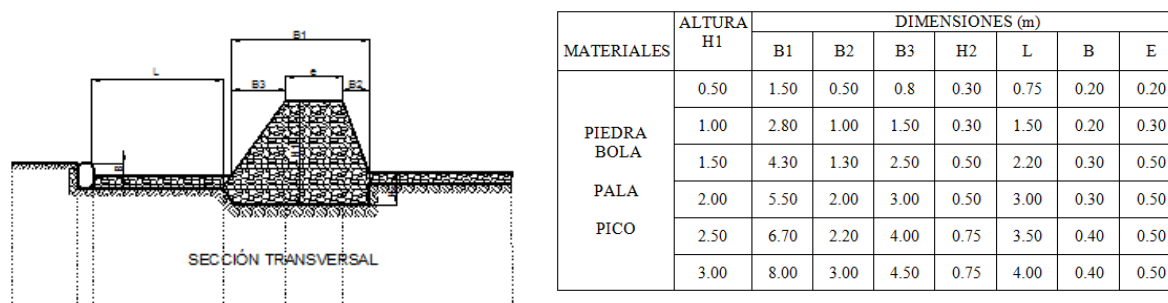 B1
L
e
B3
B2
H1
B
SECCIÓN TRANSVERSAL
MATERIALES ALTURA H1 DIMENSIONES (m)
B1 B2 B3 H2 L B E
PIEDRA BOLA PALA PICO
0.50 1.50 0.50 0.8 0.30 0.75 0.20 0.20
1.00 2.80 1.00 1.50 0.30 1.50 0.20 0.30
1.50 4.30 1.30 2.50 0.50 2.20 0.30 0.50
2.00 5.50 2.00 3.00 0.50 3.00 0.30 0.50
2.50 6.70 2.20 4.00 0.75 3.50 0.40 0.50
3.00 8.00 3.00 4.50 0.75 4.00 0.40 0.50